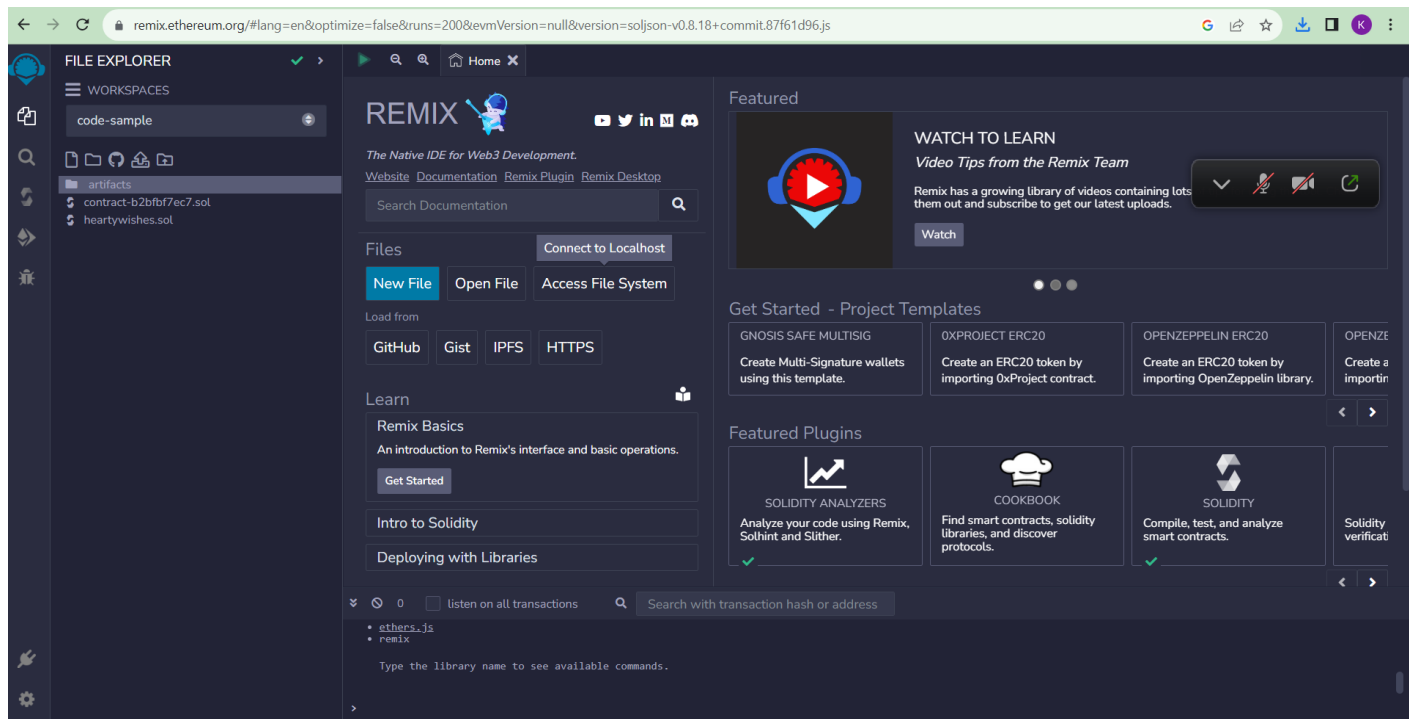 remix.ethereum.org/#lang=en&optimize=false&runs=200&evmVersion=null&version=soljson-v0.8.18+commit.87f61d96.js
G
K
FILE EXPLORER
WORKSPACES
code-sample
artifacts
contract-b2bfbf7ec7.sol
heartywishes.sol
Home
REMIX
in
M
The Native IDE for Web3 Development.
Website Documentation Remix Plugin Remix Desktop
Search Documentation
Files
Connect to Localhost
New File Open File Access File System
Load from
GitHub Gist IPFS HTTPS
Learn
Remix Basics
An introduction to Remix's interface and basic operations.
Get Started
Intro to Solidity
Deploying with Libraries
Featured
WATCH TO LEARN
Video Tips from the Remix Team
Remix has a growing library of videos containing lots
them out and subscribe to get our latest uploads.
Watch
Get Started - Project Templates
GNOSIS SAFE MULTISIG
Create Multi-Signature wallets
using this template.
0XPROJECT ERC20
Create an ERC20 token by
importing 0xProject contract.
OPENZEPPELIN ERC20
Create an ERC20 token by
importing OpenZeppelin library.
OPENZE
Create a
importin
Featured Plugins
SOLIDITY ANALYZERS
Analyze your code using Remix,
Solhint and Slither.
COOKBOOK
Find smart contracts, solidity
libraries, and discover
protocols.
SOLIDITY
Compile, test, and analyze
smart contracts.
Solidity
verificati
0 listen on all transactions Search with transaction hash or address
• ethers.js
• remix
Type the library name to see available commands.
>